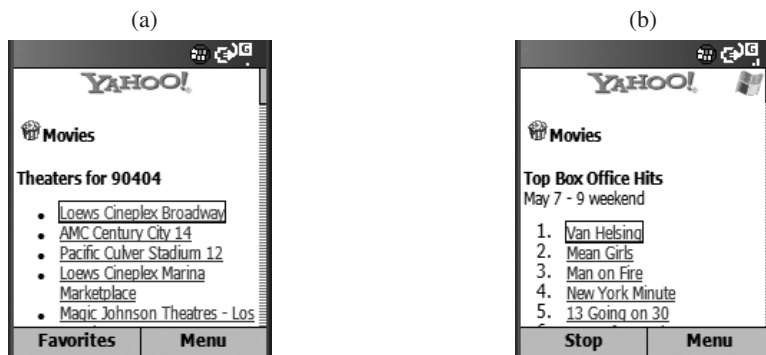 (a)
YAHOO!
Movies
Theaters for 90404
• Loews Cineplex Broadway
• AMC Century City 14
• Pacific Culver Stadium 12
• Loews Cineplex Marina
Marketplace
• Magic Johnson Theatres - Los
Favorites Menu
(b)
YAHOO!
Movies
Top Box Office Hits
May 7 - 9 weekend
1. Van Helsing
2. Mean Girls
3. Man on Fire
4. New York Minute
5. 13 Going on 30
Stop Menu